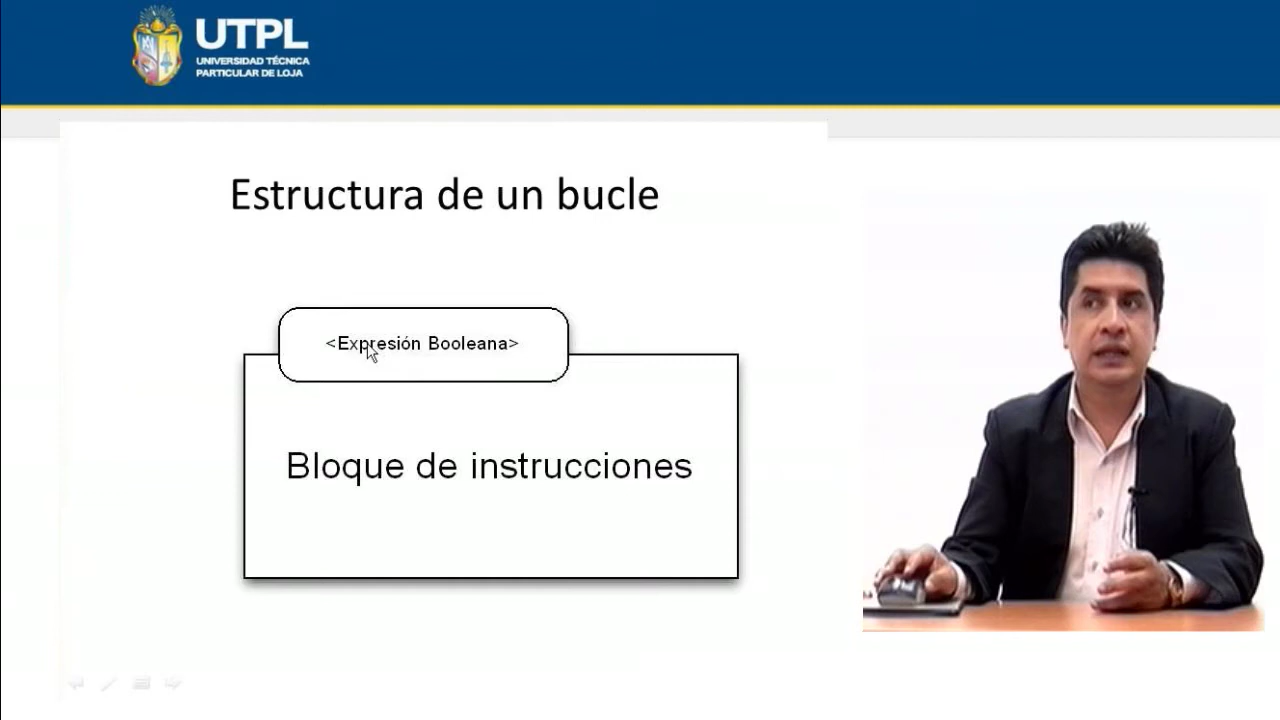 UTPL
UNIVERSIDAD TÉCNICA
PARTICULAR DE LOJA
Estructura de un bucle
<Expresión Booleana>
Bloque de instrucciones